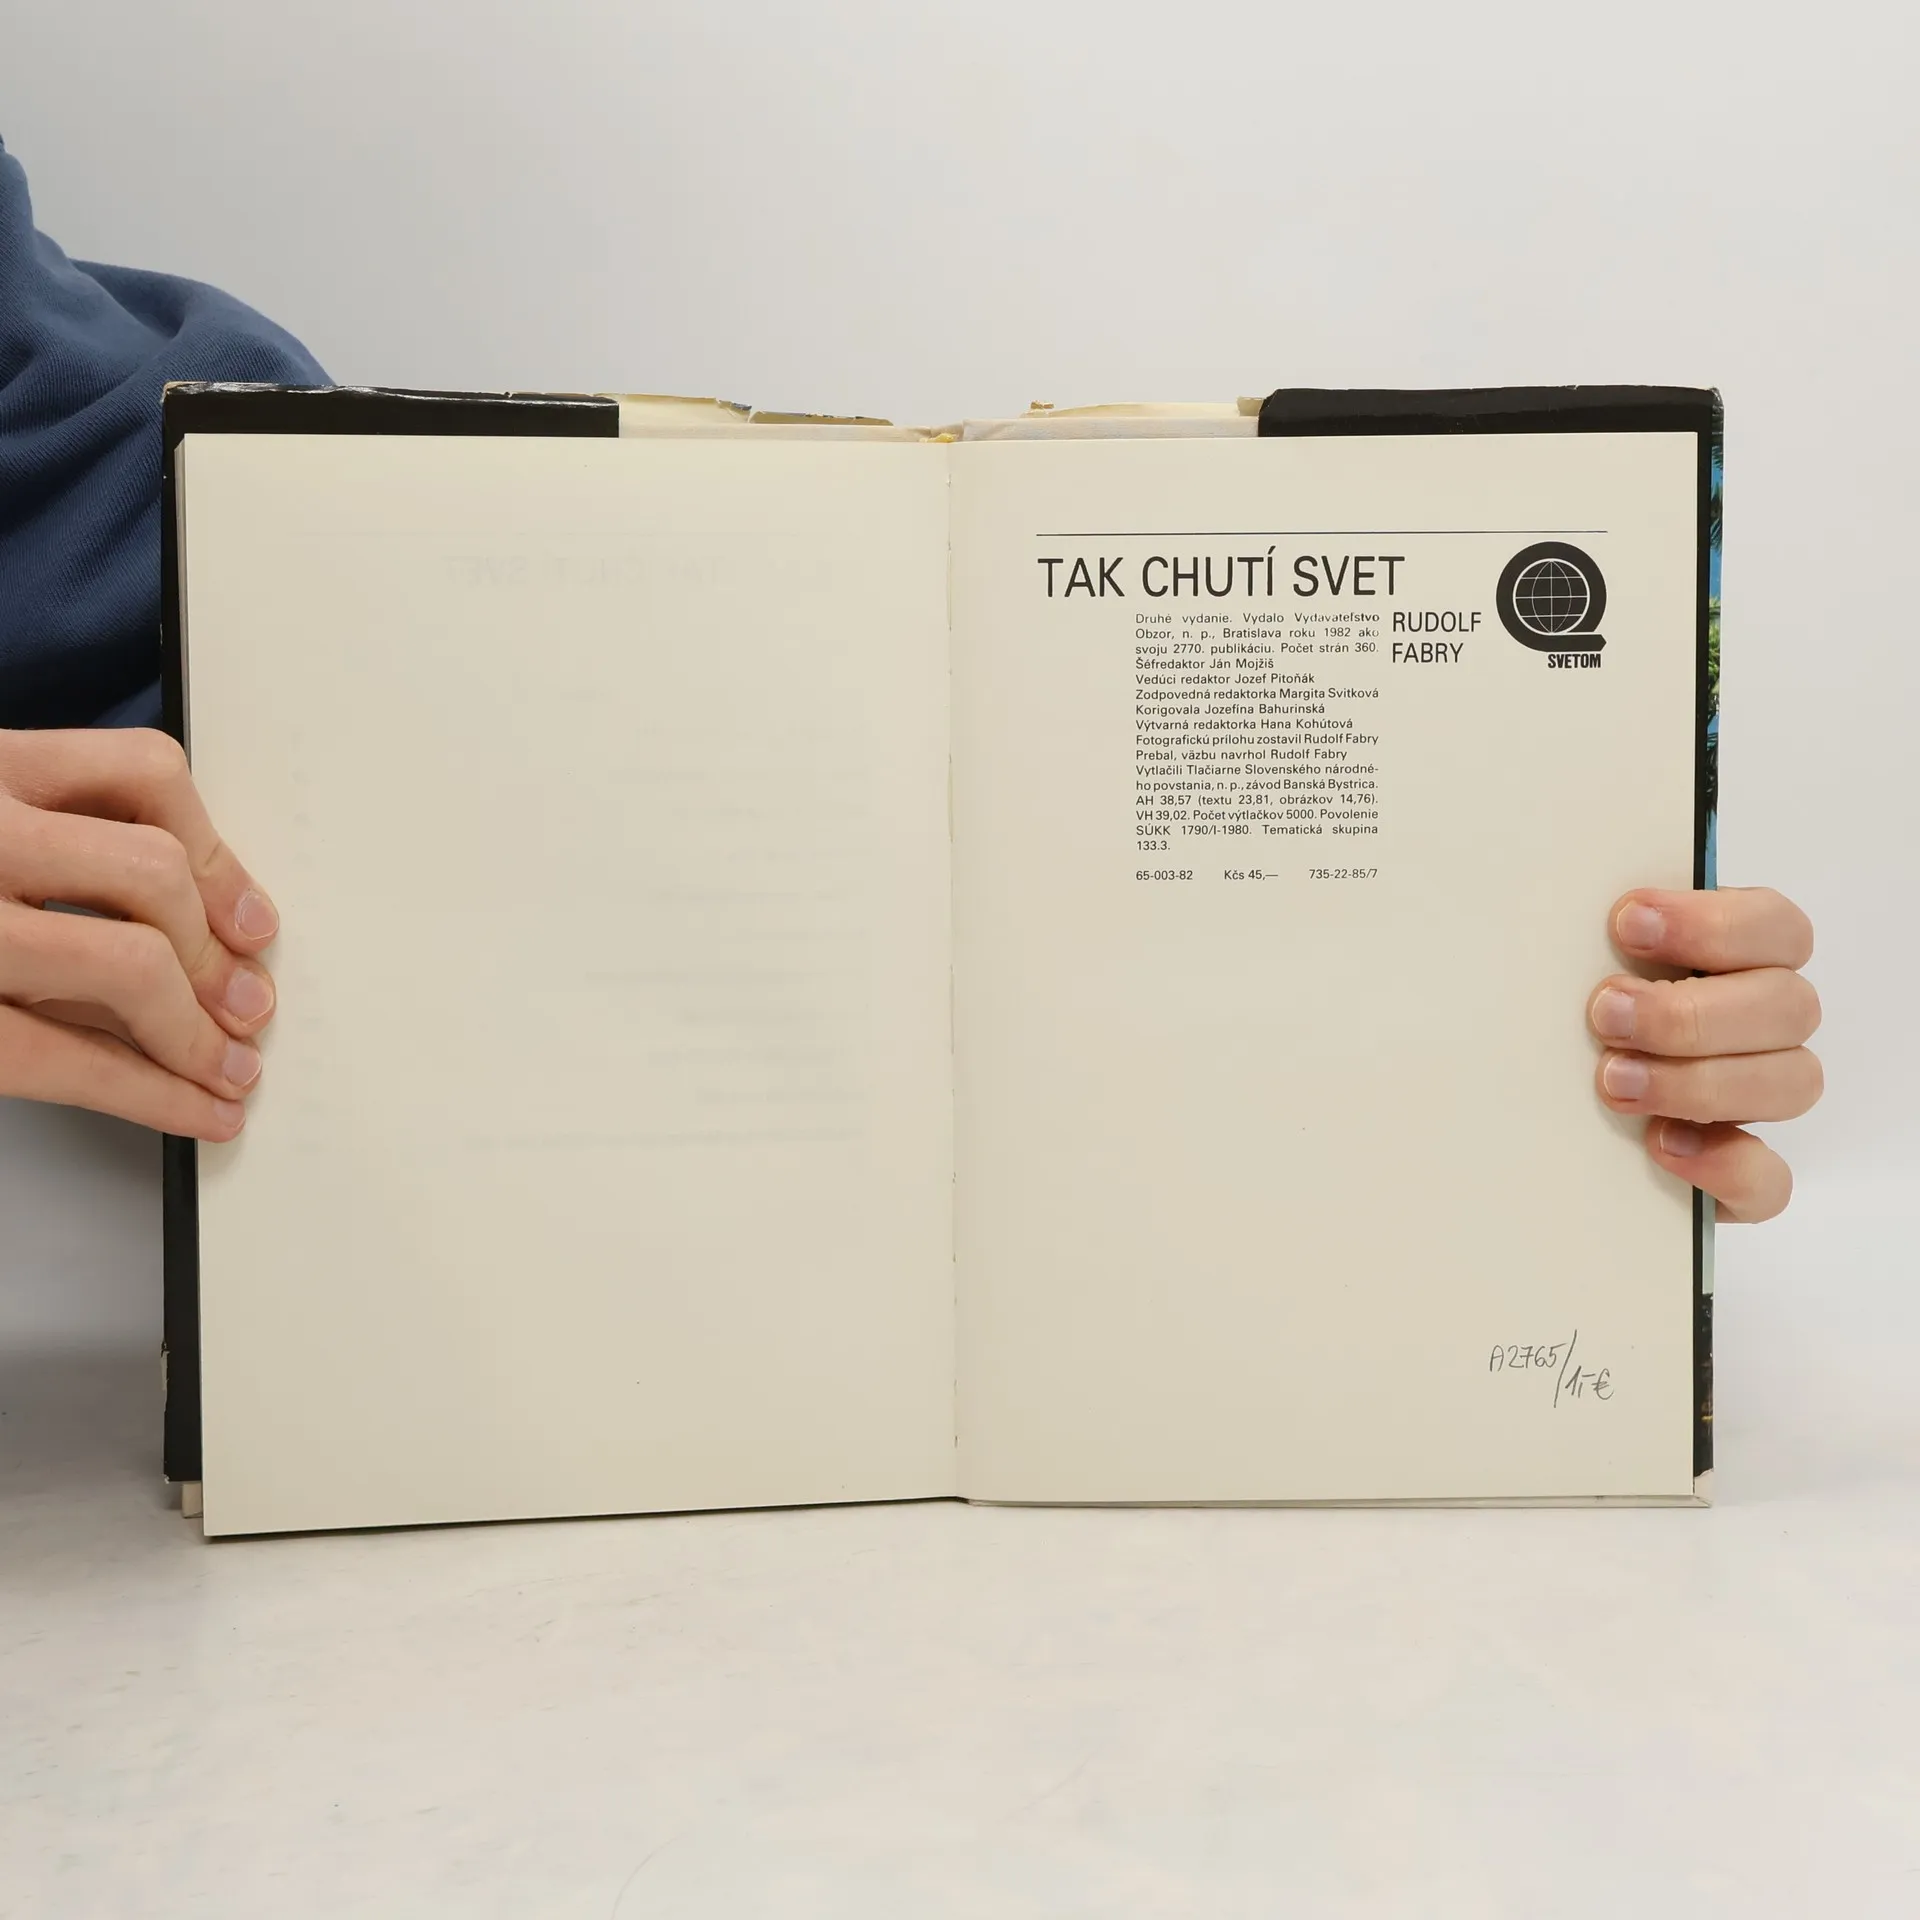 TAK CHUTÍ SVET
Druhé vydanie. Vydalo Vydavateľstvo
Obzor, n. p., Bratislava roku 1982 ako
svoju 2770. publikáciu. Počet strán 360.
Šéfredaktor Ján Mojžiš
Vedúci redaktor Jozef Pitoňák
Zodpovedná redaktorka Margita Svitková
Korigovala Jozefína Bahurinská
Výtvarná redaktorka Hana Kohútová
Fotografickú prílohu zostavil Rudolf Fabry
Prebal, väzbu navrhol Rudolf Fabry
Vytlačili Tlačiarne Slovenského národné-
ho povstania, n. p., závod Banská Bystrica.
AH 38,57 (textu 23,81, obrázkov 14,76).
VH 39,02. Počet výtlačkov 5000. Povolenie
SÚKK 1790/I-1980. Tematická skupina
133.3.
65-003-82 Kčs 45,— 735-22-85/7
RUDOLF
FABRY
SVETOM
A2765/1,-€